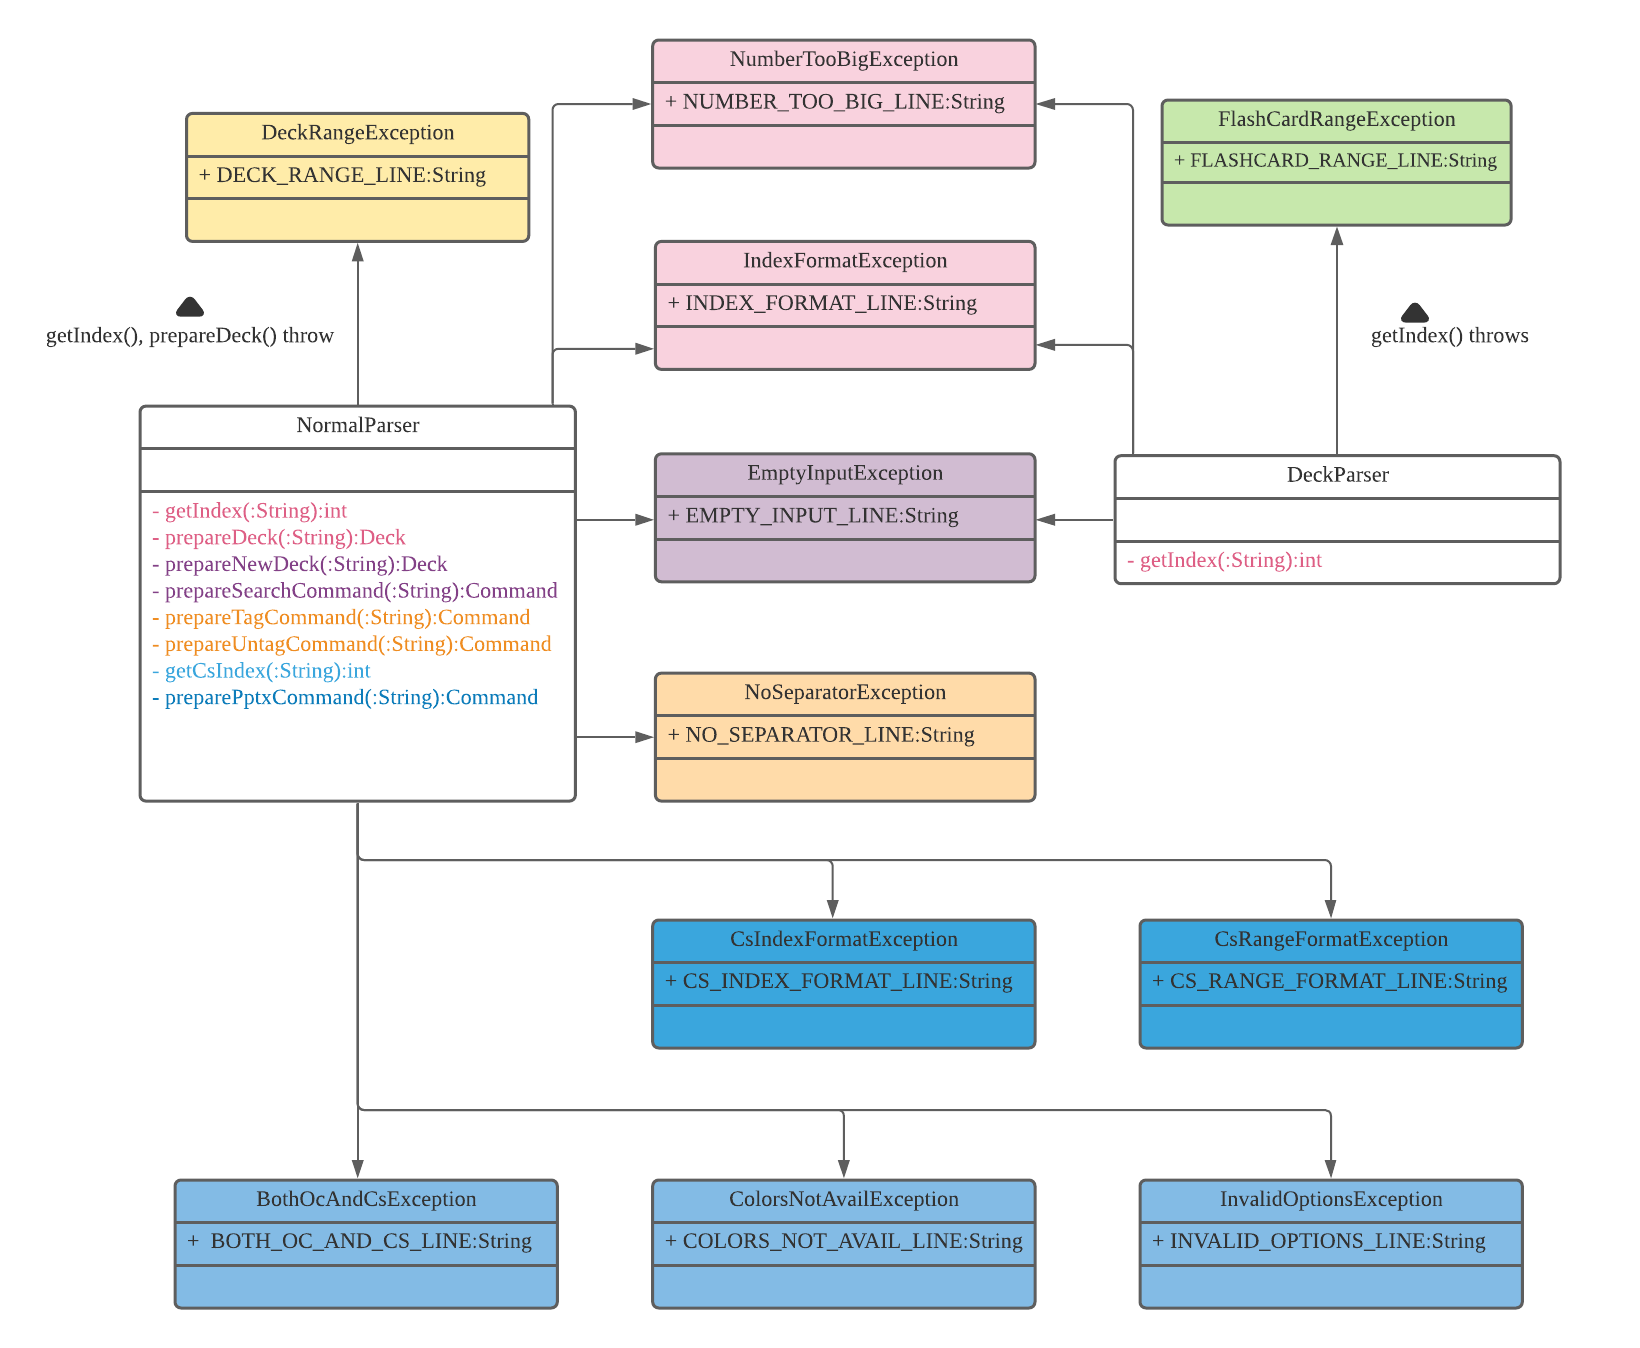 NumberTooBigException
+ NUMBER_TOO_BIG_LINE:String
DeckRangeException
+ DECK_RANGE_LINE:String
FlashCardRangeException
+ FLASHCARD_RANGE_LINE:String
IndexFormatException
+ INDEX_FORMAT_LINE:String
getIndex(), prepareDeck() throw
getIndex() throws
NormalParser
- getIndex(:String):int
- prepareDeck(:String):Deck
- prepareNewDeck(:String):Deck
- prepareSearchCommand(:String):Command
- prepareTagCommand(:String):Command
- prepareUntagCommand(:String):Command
- getCsIndex(:String):int
- preparePptxCommand(:String):Command
EmptyInputException
+ EMPTY_INPUT_LINE:String
DeckParser
- getIndex(:String):int
NoSeparatorException
+ NO_SEPARATOR_LINE:String
CsIndexFormatException
+ CS_INDEX_FORMAT_LINE:String
CsRangeFormatException
+ CS_RANGE_FORMAT_LINE:String
BothOcAndCsException
+  BOTH_OC_AND_CS_LINE:String
ColorsNotAvailException
+ COLORS_NOT_AVAIL_LINE:String
InvalidOptionsException
+ INVALID_OPTIONS_LINE:String